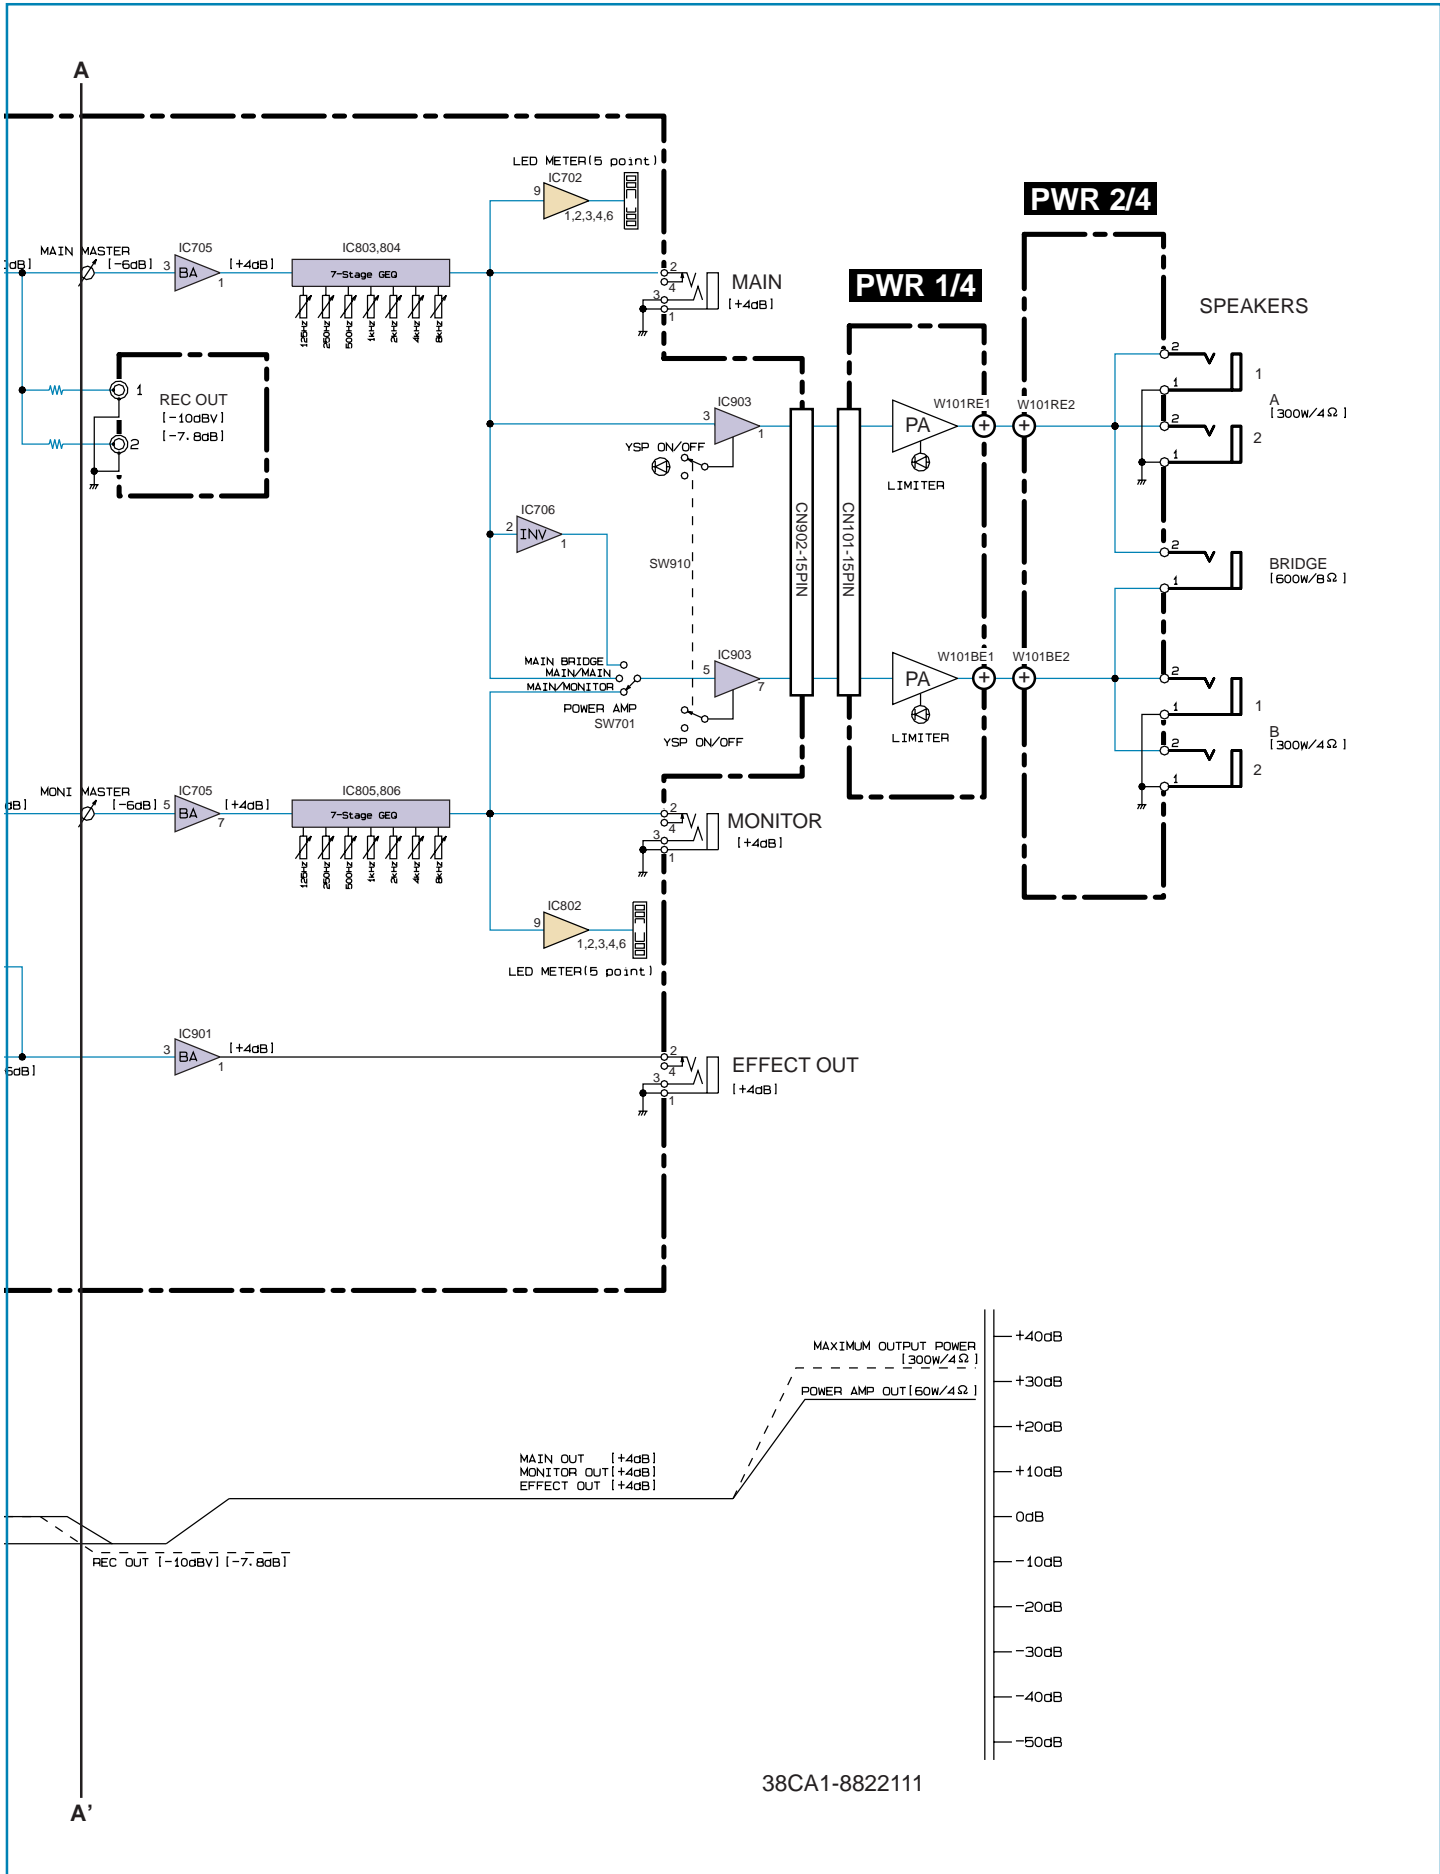 A
LED METER(5 point)
IC702
9
1,2,3,4,6
PWR 2/4
MAIN MASTER
dB]
[-6dB]
3
IC705
BA
1
[+4dB]
IC803,804
7-Stage GEQ
125Hz
250Hz
500Hz
1kHz
2kHz
4kHz
8kHz
2
4
3
1
MAIN
[+4dB]
PWR 1/4
SPEAKERS
1
2
REC OUT
[-10dBV]
[-7.8dB]
IC903
3
1
YSP ON/OFF
PA
LIMITER
W101RE1
W101RE2
2
1
2
1
1
A
[300W/4Ω]
2
IC706
2
INV
1
SW910
CN902-15PIN
CN101-15PIN
2
1
BRIDGE
[600W/8Ω]
MAIN BRIDGE
MAIN/MAIN
MAIN/MONITOR
POWER AMP
SW701
IC903
5
7
YSP ON/OFF
PA
LIMITER
W101BE1
W101BE2
2
1
2
1
1
B
[300W/4Ω]
2
MONI MASTER
dB]
[-6dB]
5
IC705
BA
7
[+4dB]
IC805,806
7-Stage GEQ
125Hz
250Hz
500Hz
1kHz
2kHz
4kHz
8kHz
2
4
3
1
MONITOR
[+4dB]
IC802
9
1,2,3,4,6
LED METER(5 point)
6dB]
3
IC901
BA
1
[+4dB]
2
4
3
1
EFFECT OUT
[+4dB]
MAXIMUM OUTPUT POWER
[300W/4Ω]
POWER AMP OUT[60W/4Ω]
MAIN OUT [+4dB]
MONITOR OUT[+4dB]
EFFECT OUT [+4dB]
REC OUT [-10dBV][-7.8dB]
+40dB
+30dB
+20dB
+10dB
0dB
-10dB
-20dB
-30dB
-40dB
-50dB
38CA1-8822111
A’